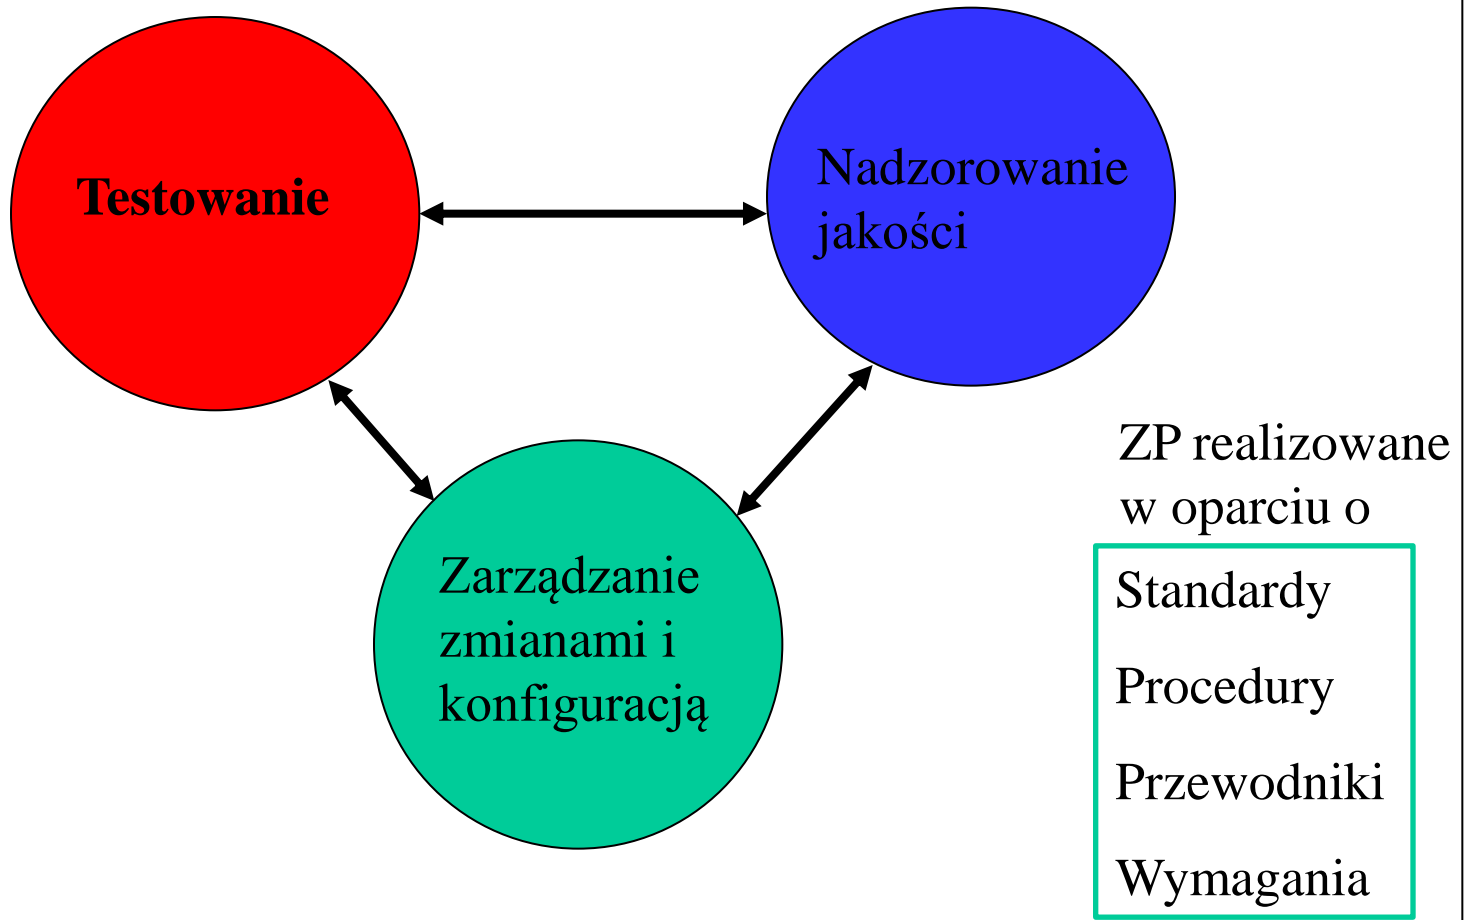 Testowanie
Nadzorowanie
jakości
Zarządzanie
zmianami i
konfiguracją
ZP realizowane
w oparciu o
Standardy
Procedury
Przewodniki
Wymagania